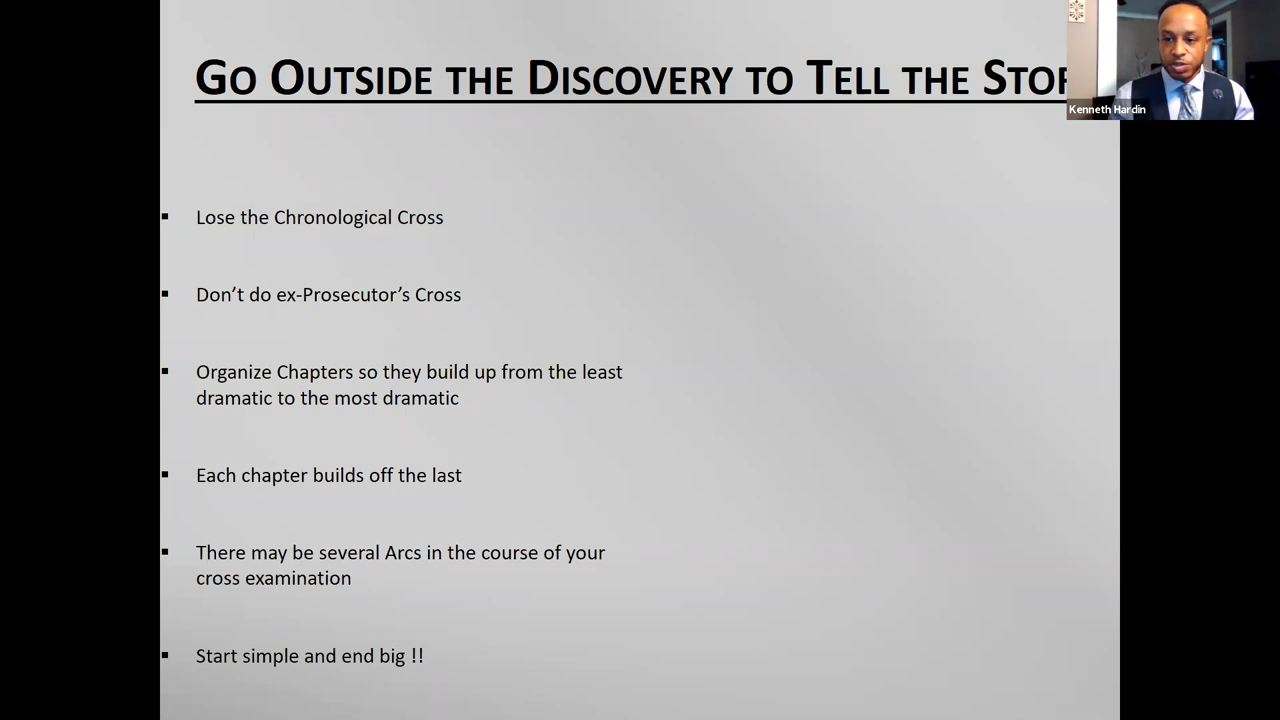 Go Outside the Discovery to Tell the
Kenneth Hardin
▪ Lose the Chronological Cross
▪ Don’t do ex-Prosecutor’s Cross
▪ Organize Chapters so they build up from the least
dramatic to the most dramatic
▪ Each chapter builds off the last
▪ There may be several Arcs in the course of your
cross examination
▪ Start simple and end big !!